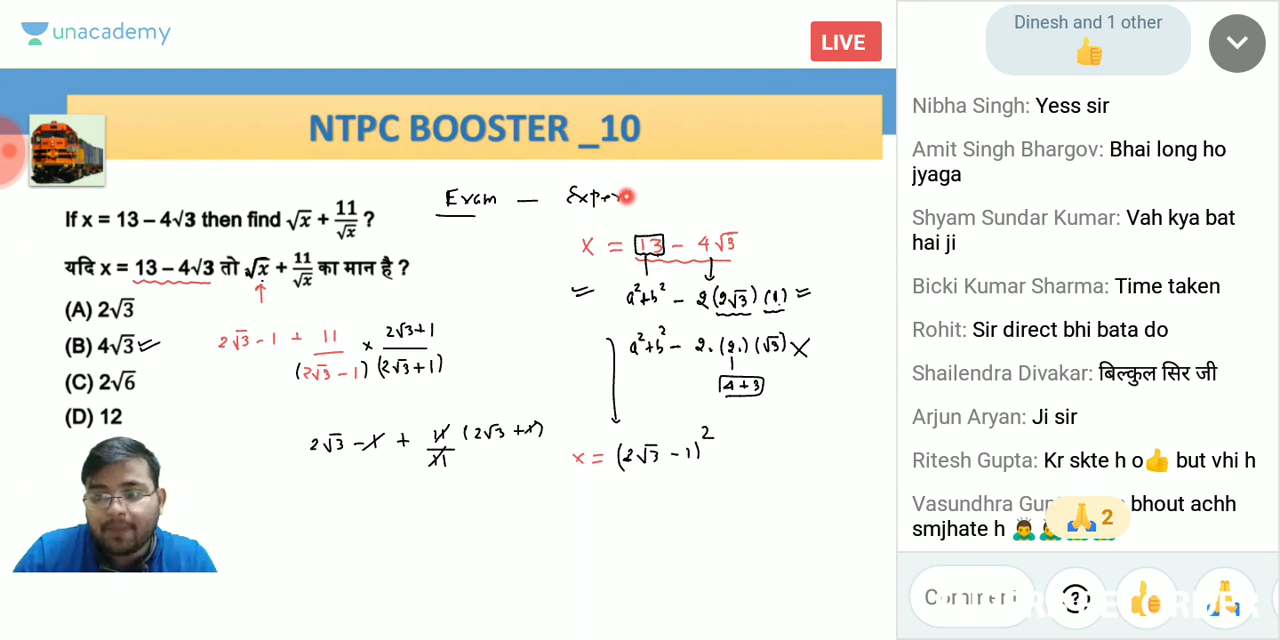 unacademy
LIVE
NTPC BOOSTER _10
If x = 13 – 4√3 then find √x + 11/√x ?
यदि x = 13 – 4√3 तो √x + 11/√x का मान है ?
(A) 2√3
(B) 4√3
(C) 2√6
(D) 12
Exam –
x = 13 - 4√3
= a²+b² - 2(2√3)(1) =
a²+b² - 2.(2.)(√3) X
4+3
x = (2√3 - 1)²
2√3 - 1 + 11/(2√3 - 1) × (2√3+1)/(2√3+1)
2√3 - 1 + 11/11 (2√3 + 1)
Dinesh and 1 other
👍
Nibha Singh: Yess sir
Amit Singh Bhargov: Bhai long ho
jyaga
Shyam Sundar Kumar: Vah kya bat
hai ji
Bicki Kumar Sharma: Time taken
Rohit: Sir direct bhi bata do
Shailendra Divakar: बिल्कुल सिर जी
Arjun Aryan: Ji sir
Ritesh Gupta: Kr skte h o👍 but vhi h
Vasundhra bhout achh
smjhate h
🙏 2